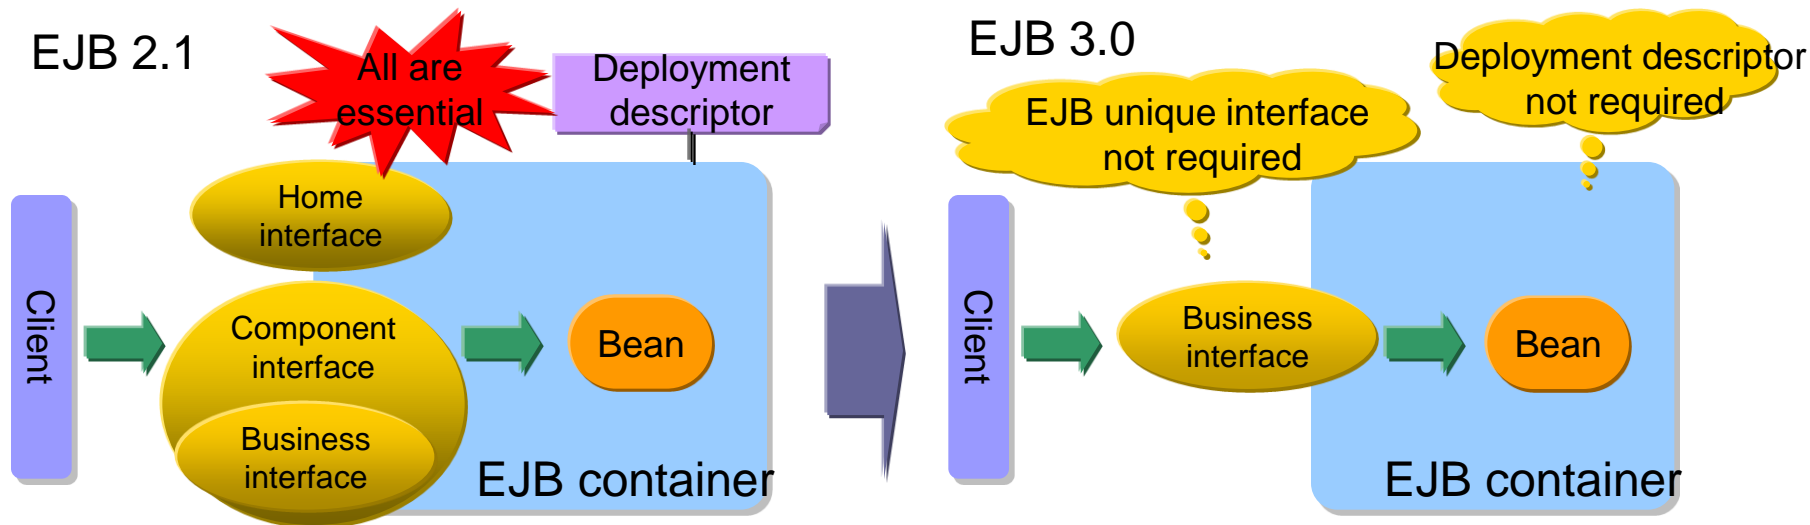 EJB 2.1
All are
essential
Deployment
descriptor
Home
interface
Client
Component
interface
Business
interface
Bean
EJB container
EJB 3.0
EJB unique interface
not required
Deployment descriptor
not required
Client
Business
interface
Bean
EJB container